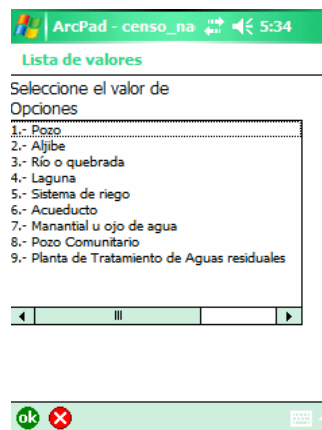 ArcPad - censo_na 5:34
Lista de valores
Seleccione el valor de
Opciones
1.- Pozo
2.- Aljibe
3.- Río o quebrada
4.- Laguna
5.- Sistema de riego
6.- Acueducto
7.- Manantial u ojo de agua
8.- Pozo Comunitario
9.- Planta de Tratamiento de Aguas residuales
ok